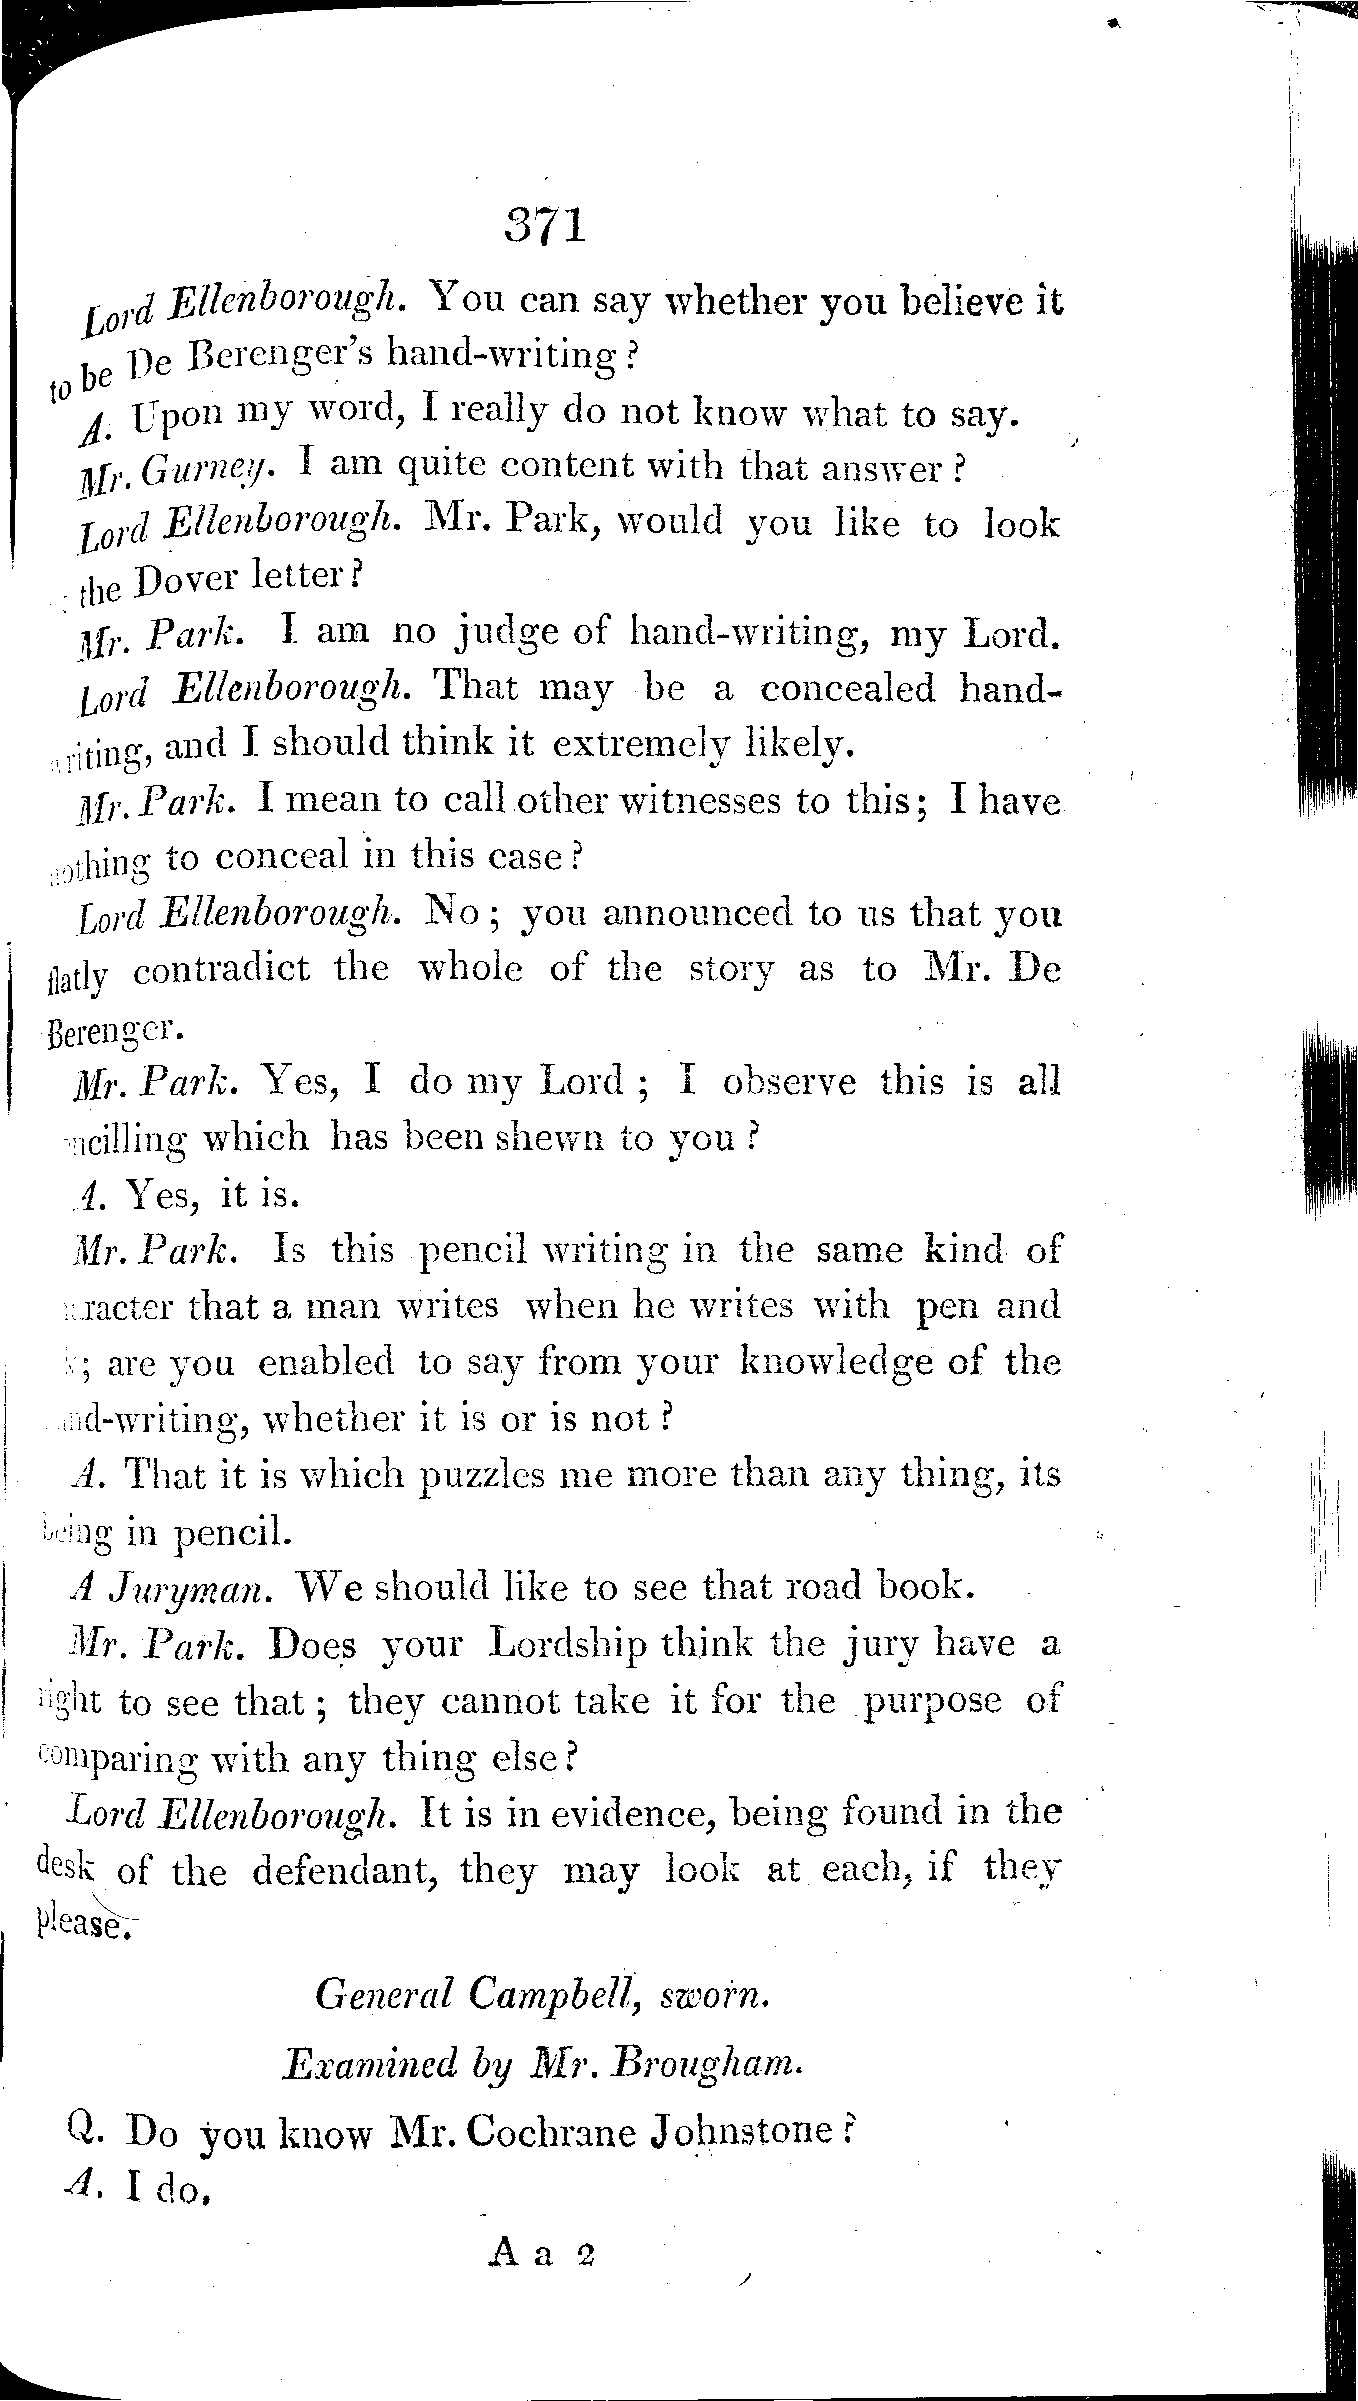 371
Lord Ellenborough. You can say whether you believe it
to be De Berenger's hand-writing?
A. Upon my word, I really do not know what to say.
Mr. Gurney. I am quite content with that answer?
Lord Ellenborough. Mr. Park, would you like to look
the Dover letter?
Mr. Park. I am no judge of hand-writing, my Lord.
Lord Ellenborough. That may be a concealed hand-
riting, and I should think it extremely likely.
Mr. Park. I mean to call other witnesses to this; I have
nothing to conceal in this case?
Lord Ellenborough. No; you announced to us that you
flatly contradict the whole of the story as to Mr. De
Berenger.
Mr. Park. Yes, I do my Lord; I observe this is all
ncilling which has been shewn to you?
A. Yes, it is.
Mr. Park. Is this pencil writing in the same kind of
racter that a man writes when he writes with pen and
; are you enabled to say from your knowledge of the
nd-writing, whether it is or is not?
A. That it is which puzzles me more than any thing, its
being in pencil.
A Juryman. We should like to see that road book.
Mr. Park. Does your Lordship think the jury have a
right to see that; they cannot take it for the purpose of
comparing with any thing else?
Lord Ellenborough. It is in evidence, being found in the
desk of the defendant, they may look at each, if they
please.
General Campbell, sworn.
Examined by Mr. Brougham.
Q. Do you know Mr. Cochrane Johnstone?
A. I do.
A a 2